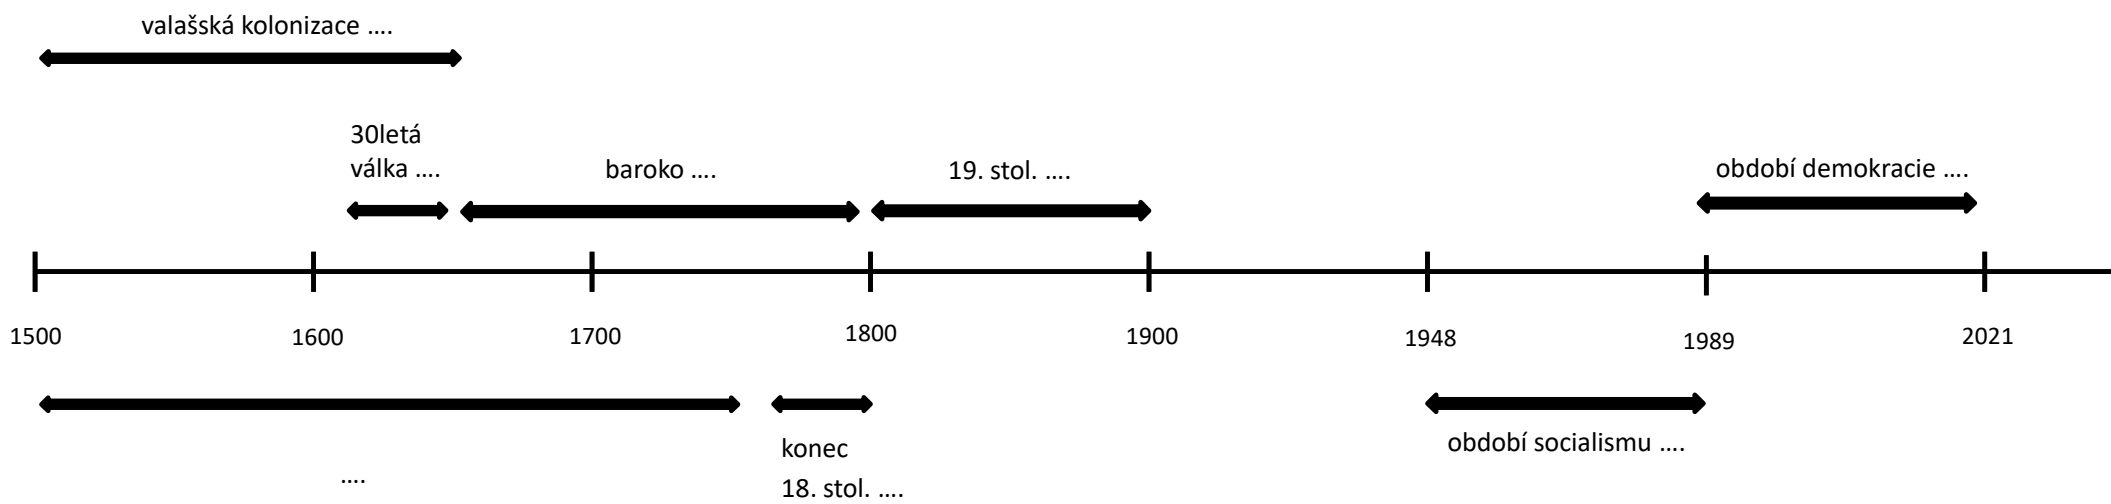 valašská kolonizace ….
30letá
válka ….
baroko ….
19. stol. ….
období demokracie ….
1500
1600
1700
1800
1900
1948
1989
2021
….
konec
18. stol. ….
období socialismu ….